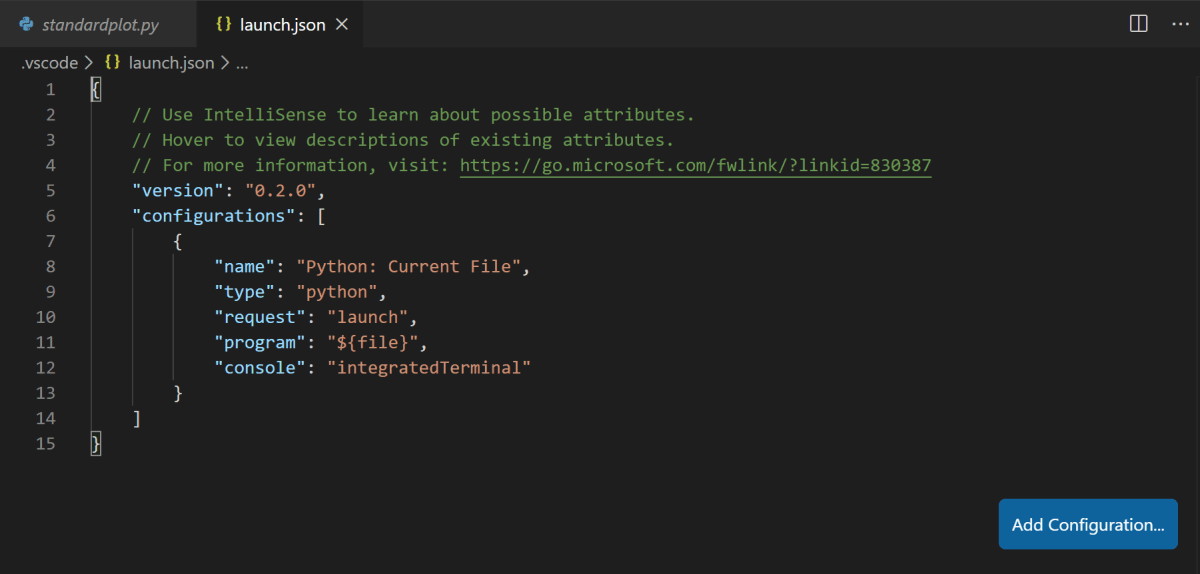 standardplot.py {} launch.json
.vscode > {} launch.json > ...
1 {
2 // Use IntelliSense to learn about possible attributes.
3 // Hover to view descriptions of existing attributes.
4 // For more information, visit: https://go.microsoft.com/fwlink/?linkid=830387
5 "version": "0.2.0",
6 "configurations": [
7 {
8 "name": "Python: Current File",
9 "type": "python",
10 "request": "launch",
11 "program": "${file}",
12 "console": "integratedTerminal"
13 }
14 ]
15 }
Add Configuration...